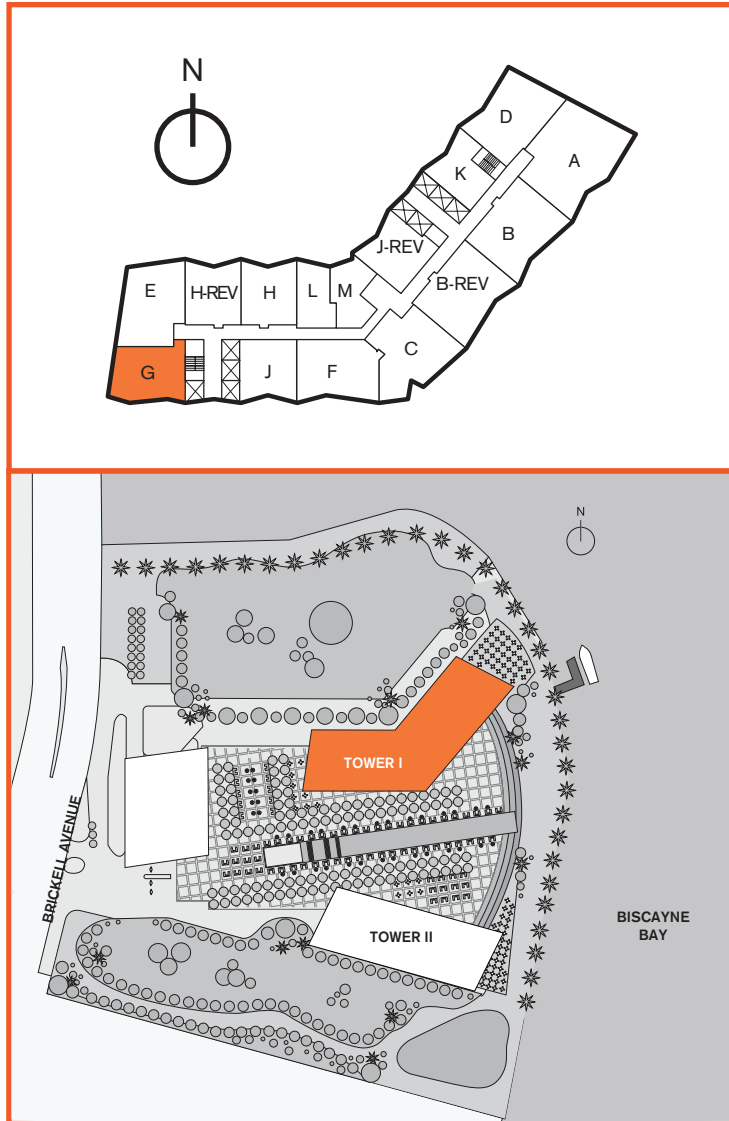 N
D
A
K
B
J-REV
B-REV
E
H-REV
H
L
M
C
G
J
F
N
TOWER I
BRICKELL AVENUE
TOWER II
BISCAYNE
BAY